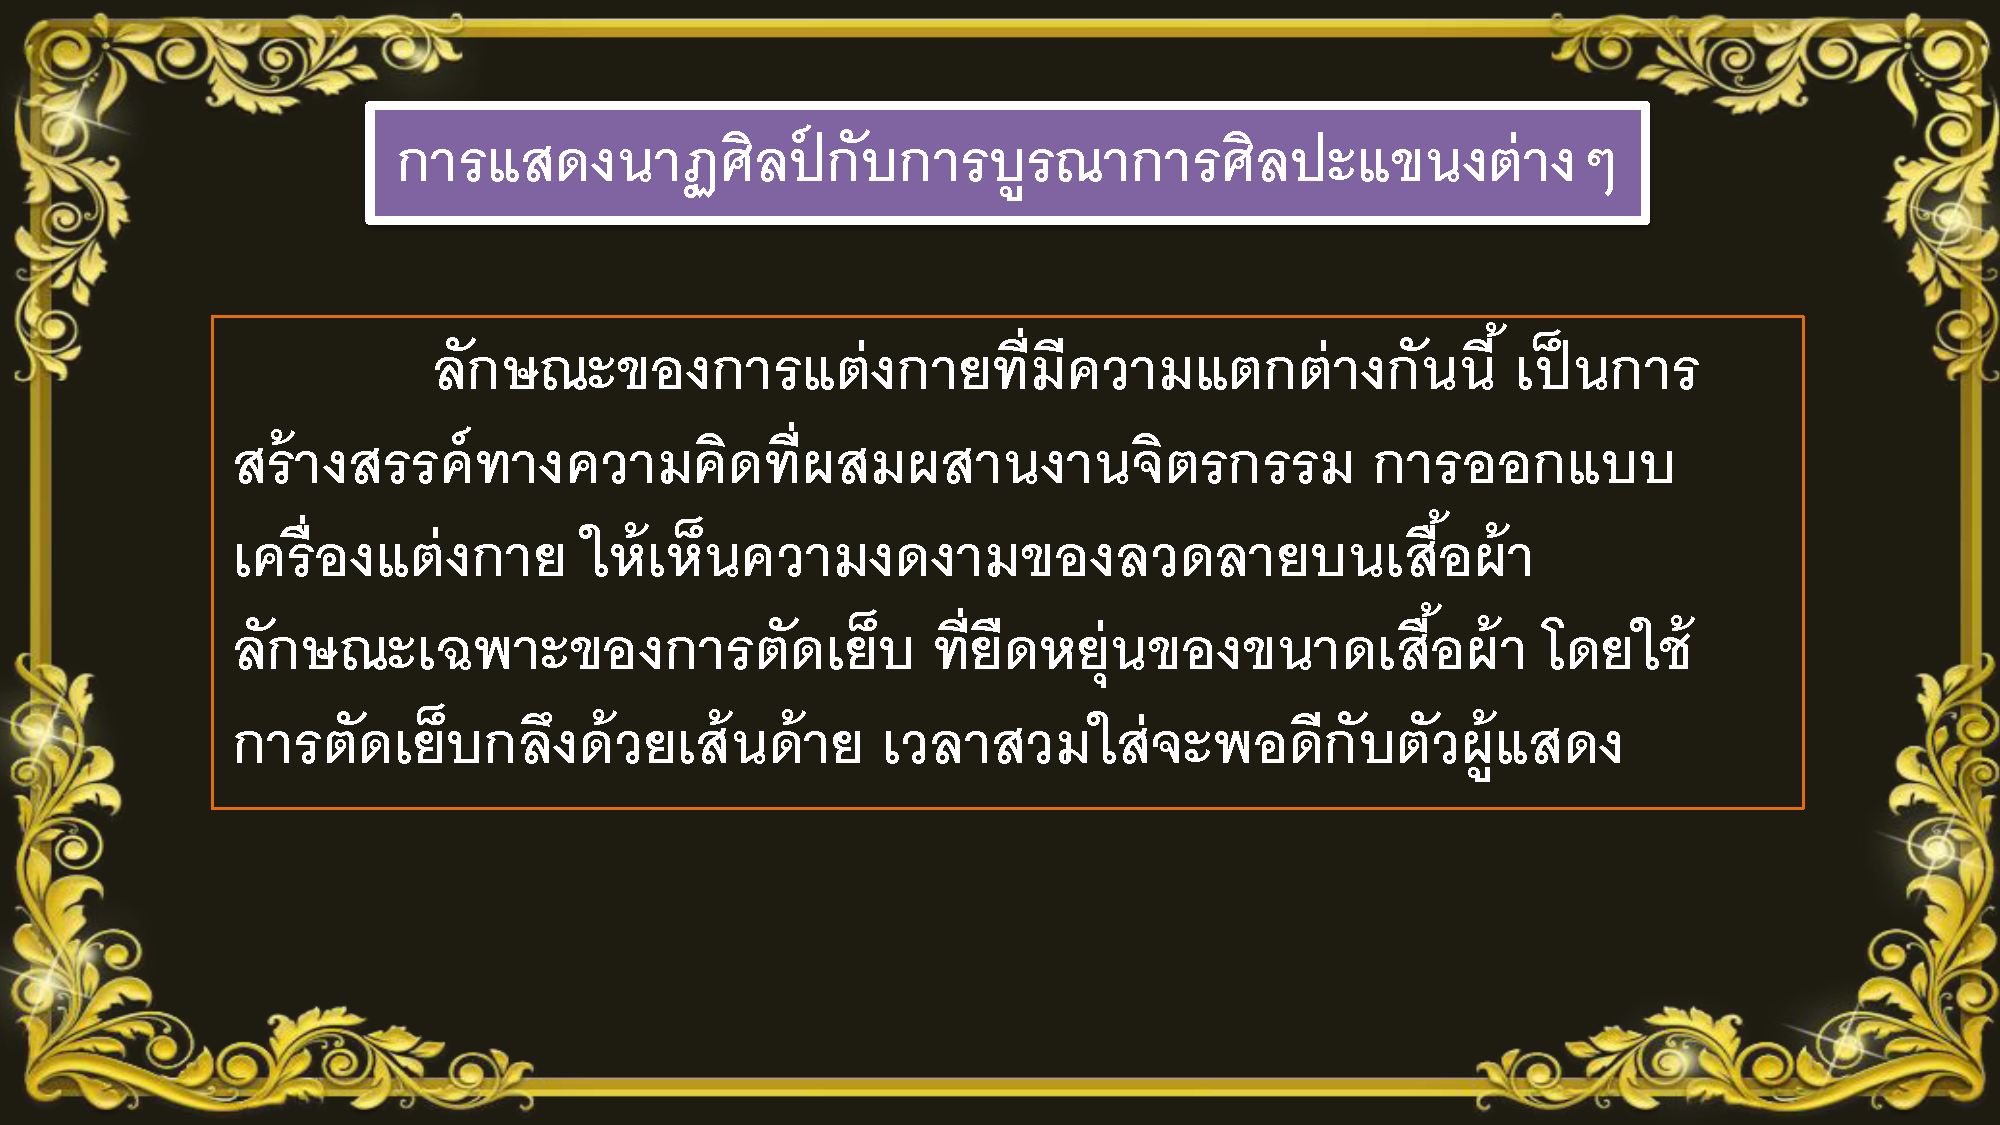 การแสดงนาฏศิลป์กับการบูรณาการศิลปะแขนงต่าง ๆ
ลักษณะของการแต่งกายที่มีความแตกต่างกันนี้ เป็นการ
สร้างสรรค์ทางความคิดที่ผสมผสานงานจิตรกรรม การออกแบบ
เครื่องแต่งกาย ให้เห็นความงดงามของลวดลายบนเสื้อผ้า
ลักษณะเฉพาะของการตัดเย็บ ที่ยืดหยุ่นของขนาดเสื้อผ้า โดยใช้
การตัดเย็บกลึงด้วยเส้นด้าย เวลาสวมใส่จะพอดีกับตัวผู้แสดง